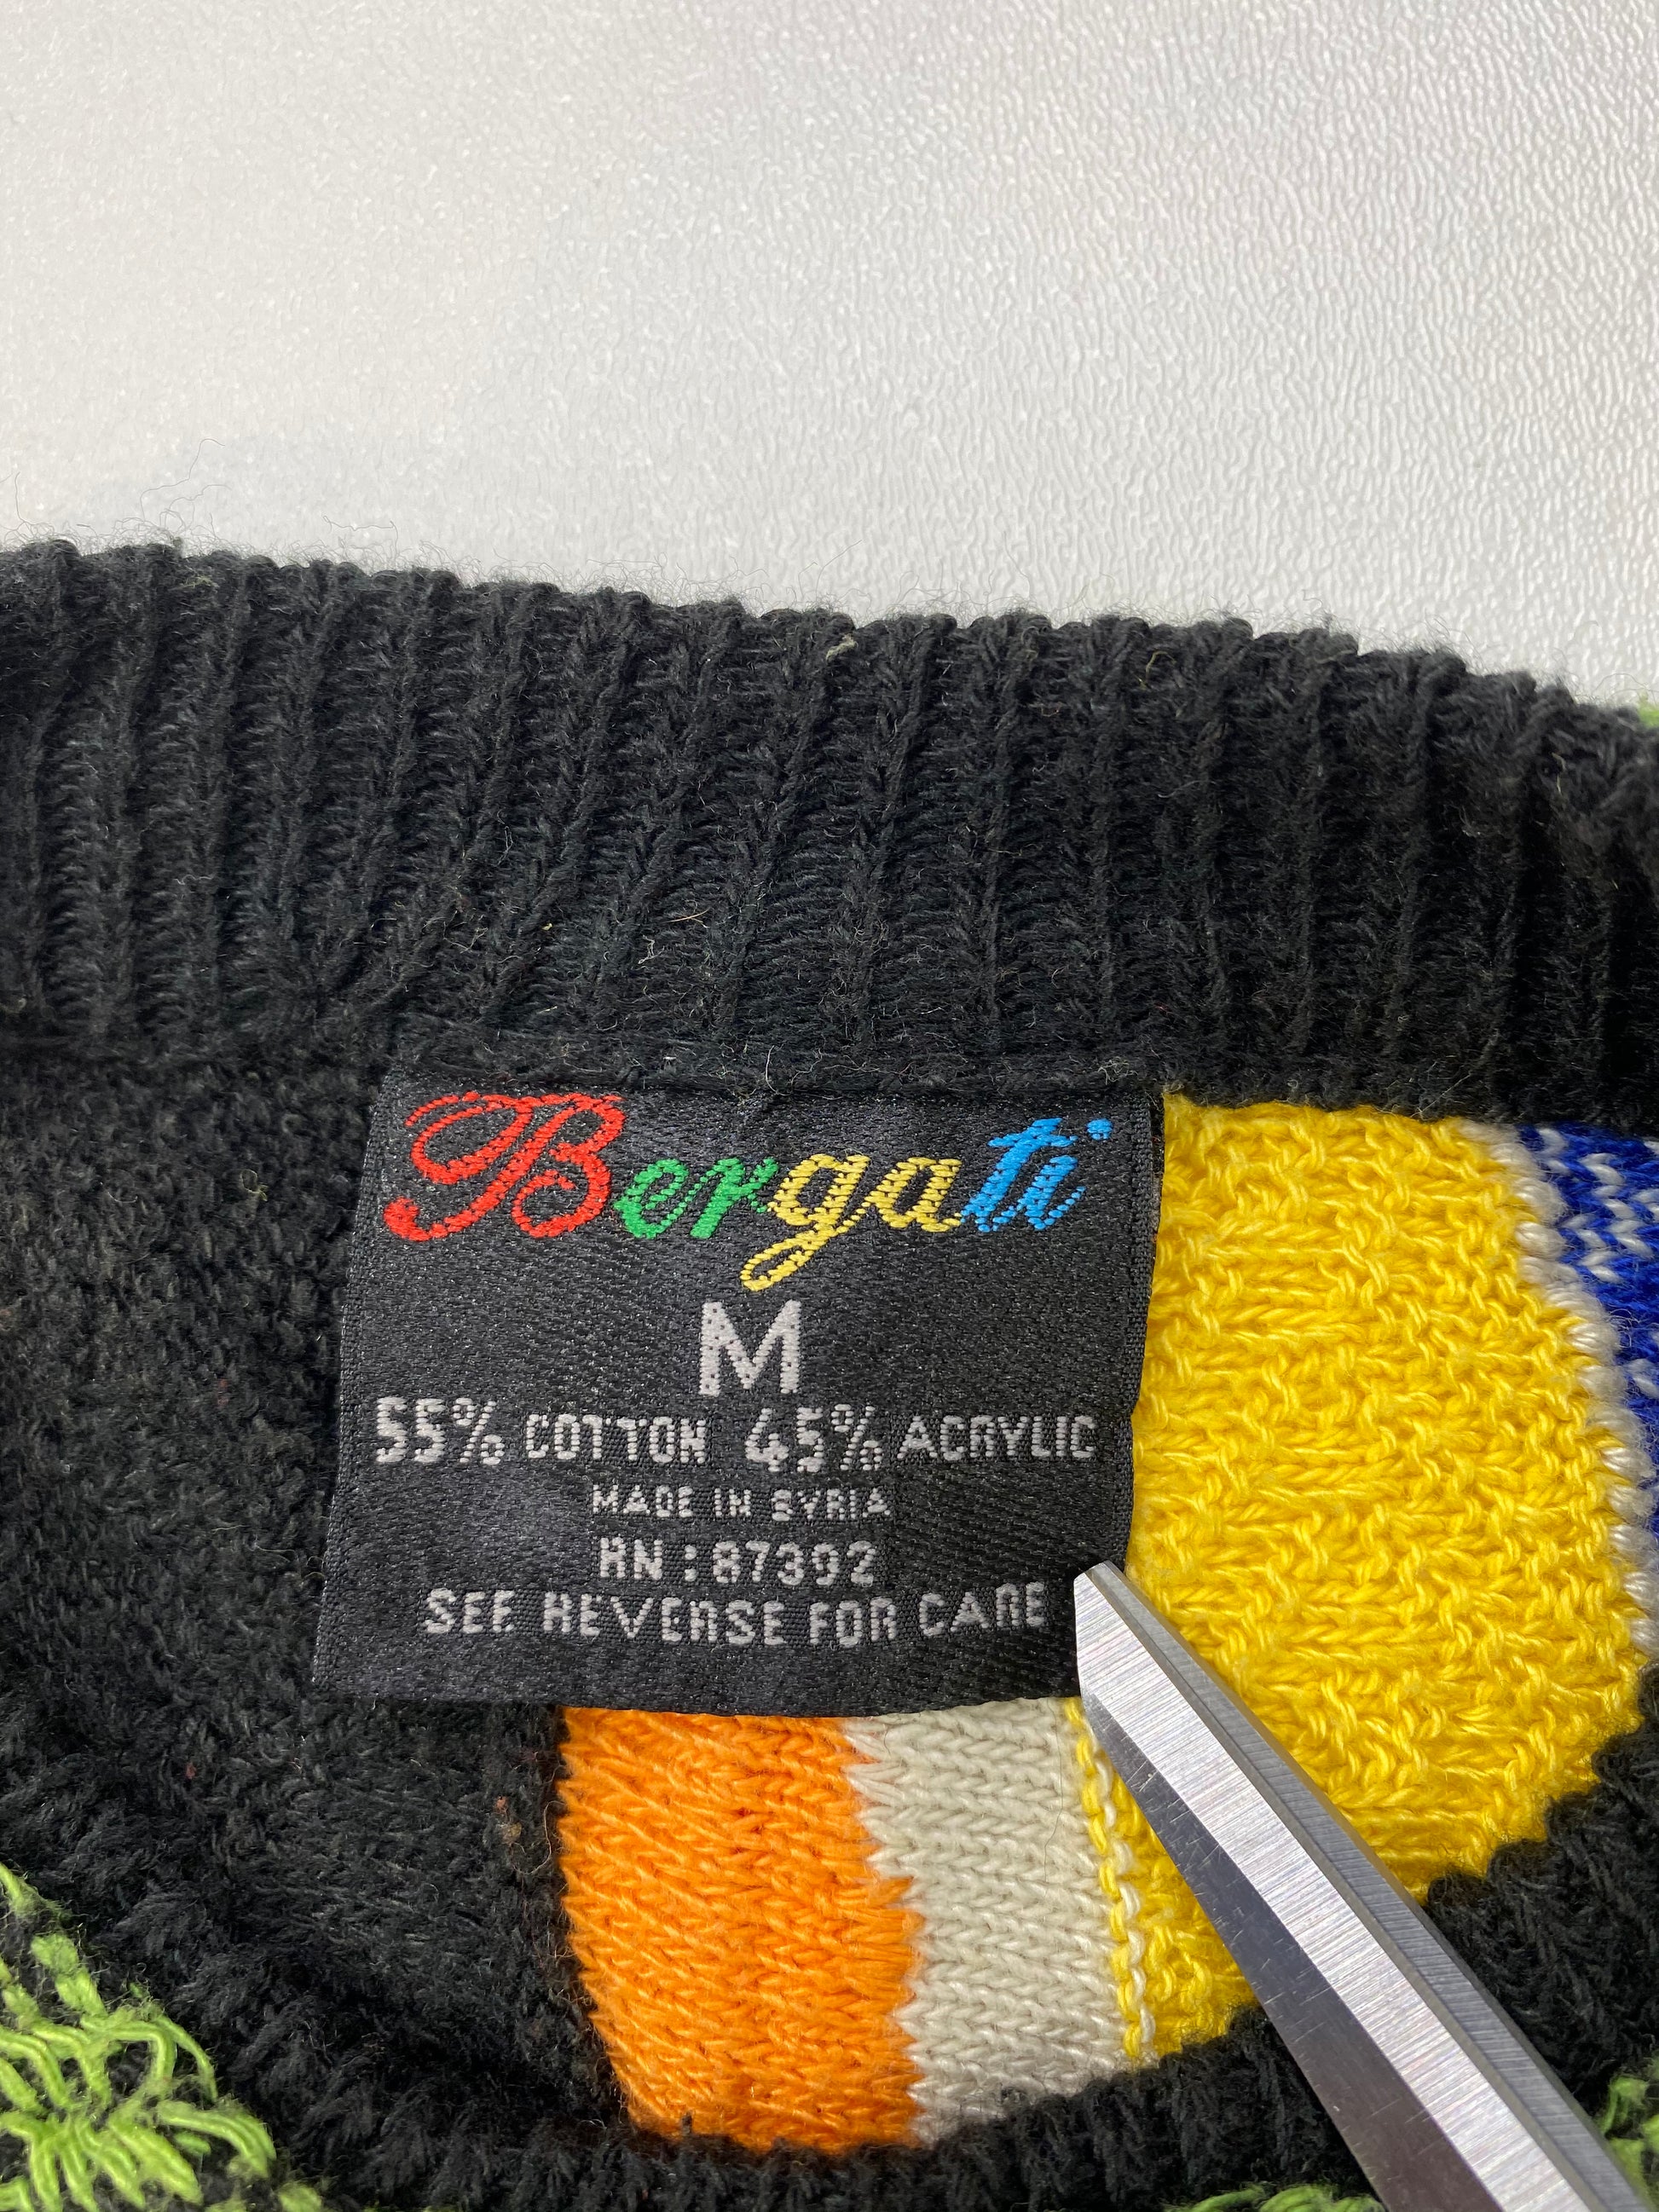 Bergati
M
55% COTTON 45% ACRYLIC
MADE IN SYRIA
RN : 87392
SEE REVERSE FOR CARE